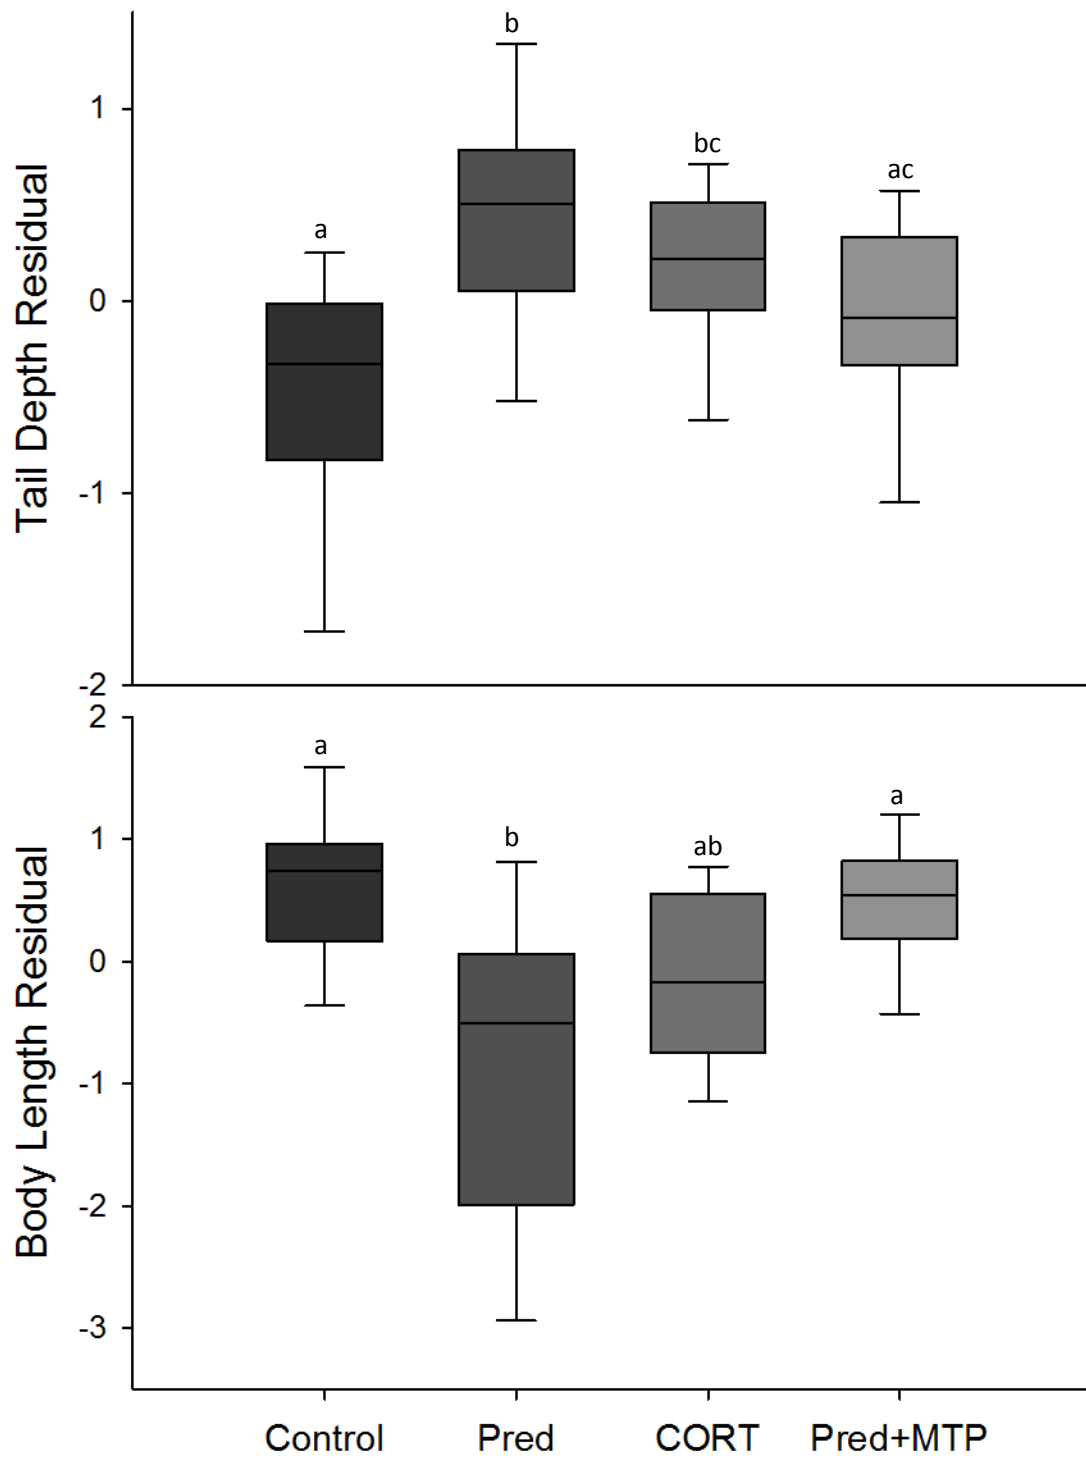 Tail Depth Residual
1
0
-1
-2
a
b
bc
ac
Body Length Residual
2
1
0
-1
-2
-3
a
b
ab
a
Control Pred CORT Pred+MTP